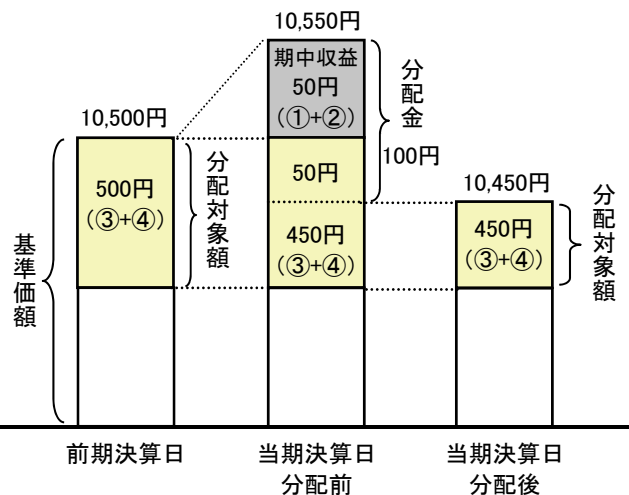 10,550円
期中収益
50円
(①+②)
分配金
100円
10,500円
500円
(③+④)
分配対象額
50円
450円
(③+④)
10,450円
450円
(③+④)
分配対象額
基準価額
前期決算日
当期決算日
分配前
当期決算日
分配後